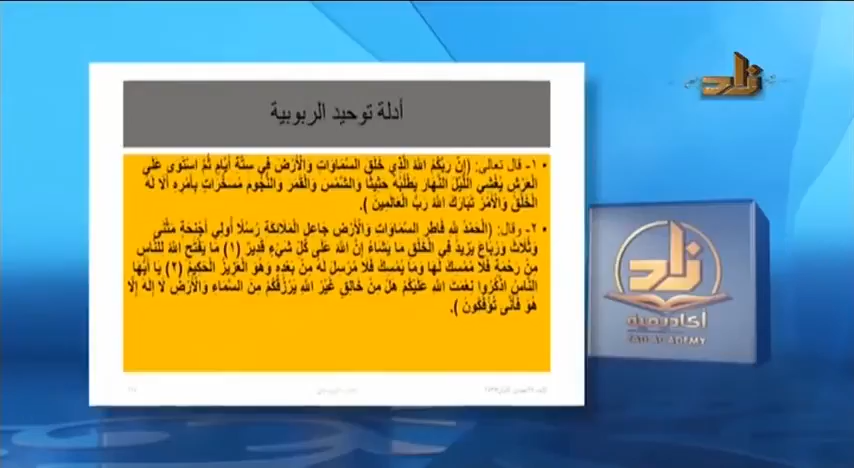 زاد
أدلة توحيد الربوبية
• ١- قال تعالى: (إِنَّ رَبَّكُمُ اللَّهُ الَّذِي خَلَقَ السَّمَاوَاتِ وَالْأَرْضَ فِي سِتَّةِ أَيَّامٍ ثُمَّ اسْتَوَى عَلَى
الْعَرْشِ يُغْشِي اللَّيْلَ النَّهَارَ يَطْلُبُهُ حَثِيثًا وَالشَّمْسَ وَالْقَمَرَ وَالنُّجُومَ مُسَخَّرَاتٍ بِأَمْرِهِ أَلَا لَهُ
الْخَلْقُ وَالْأَمْرُ تَبَارَكَ اللَّهُ رَبُّ الْعَالَمِينَ ).
• ٢- وقال: (الْحَمْدُ لِلَّهِ فَاطِرِ السَّمَاوَاتِ وَالْأَرْضِ جَاعِلِ الْمَلَائِكَةِ رُسُلًا أُولِي أَجْنِحَةٍ مَثْنَى
وَثُلَاثَ وَرُبَاعَ يَزِيدُ فِي الْخَلْقِ مَا يَشَاءُ إِنَّ اللَّهَ عَلَى كُلِّ شَيْءٍ قَدِيرٌ (١) مَا يَفْتَحِ اللَّهُ لِلنَّاسِ
مِنْ رَحْمَةٍ فَلَا مُمْسِكَ لَهَا وَمَا يُمْسِكْ فَلَا مُرْسِلَ لَهُ مِنْ بَعْدِهِ وَهُوَ الْعَزِيزُ الْحَكِيمُ (٢) يَا أَيُّهَا
النَّاسُ اذْكُرُوا نِعْمَتَ اللَّهِ عَلَيْكُمْ هَلْ مِنْ خَالِقٍ غَيْرُ اللَّهِ يَرْزُقُكُمْ مِنَ السَّمَاءِ وَالْأَرْضِ لَا إِلَهَ إِلَّا
هُوَ فَأَنَّى تُؤْفَكُونَ ).
زاد
أكاديمية
ZAD ACADEMY